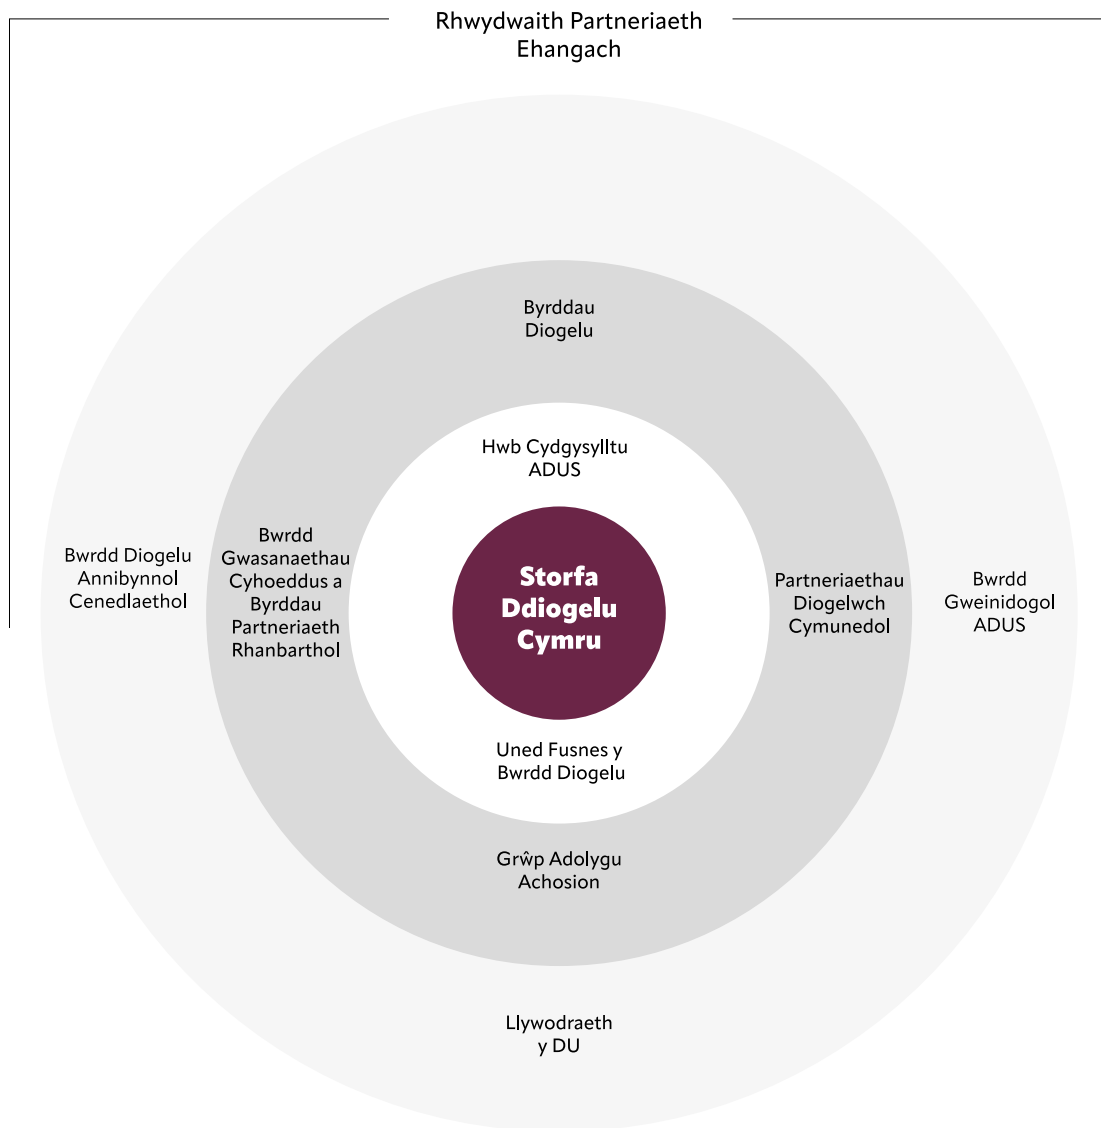 Rhwydwaith Partneriaeth
Ehangach
Byrddau
Diogelu
Hwb Cydgysylltu
ADUS
Bwrdd Diogelu
Annibynnol
Cenedlaethol
Bwrdd
Gwasanaethau
Cyhoeddus a
Byrddau
Partneriaeth
Rhanbarthol
Storfa
Ddiogelu
Cymru
Partneriaethau
Diogelwch
Cymunedol
Bwrdd
Gweinidogol
ADUS
Uned Fusnes y
Bwrdd Diogelu
Grŵp Adolygu
Achosion
Llywodraeth
y DU